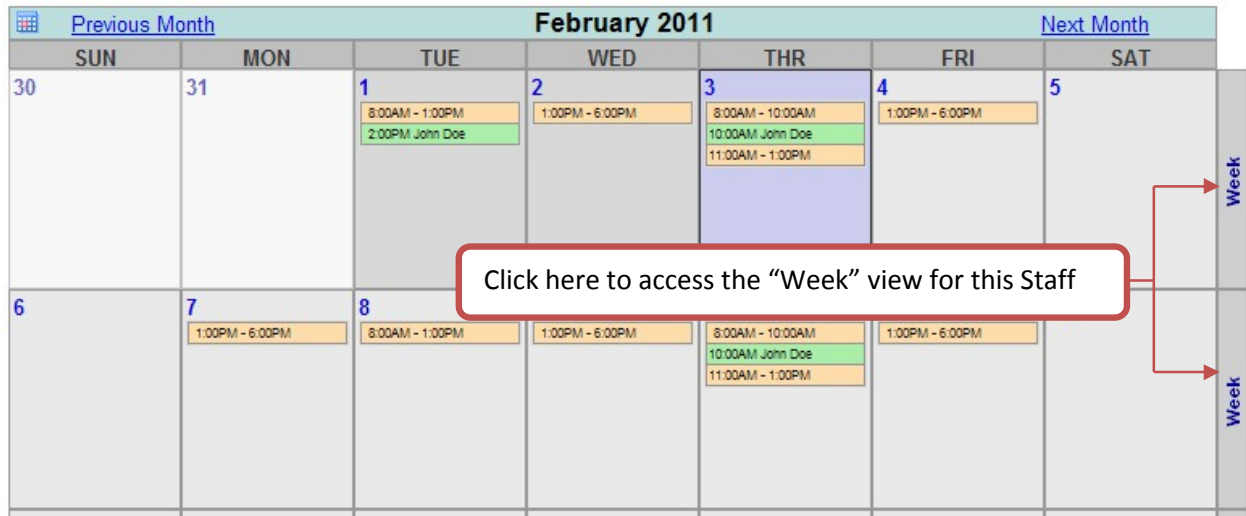 Previous Month February 2011 Next Month
SUN MON TUE WED THR FRI SAT
30 31 1 2 3 4 5
8:00AM - 1:00PM 1:00PM - 6:00PM 8:00AM - 10:00AM 1:00PM - 6:00PM
2:00PM John Doe 10:00AM John Doe
11:00AM - 1:00PM
Week
Click here to access the “Week” view for this Staff
6 7 8
1:00PM - 6:00PM 8:00AM - 1:00PM 1:00PM - 6:00PM 8:00AM - 10:00AM 1:00PM - 6:00PM
10:00AM John Doe
11:00AM - 1:00PM
Week